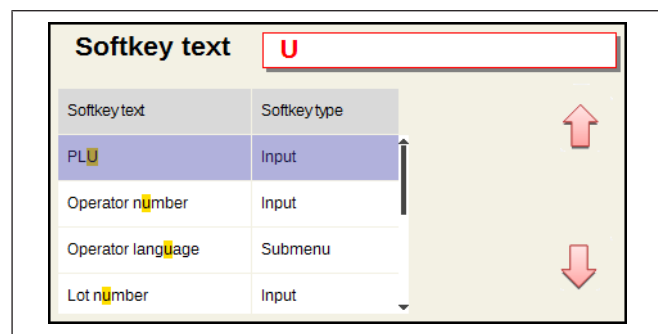 Softkey text U
Softkey text Softkey type
PLU Input
Operator number Input
Operator language Submenu
Lot number Input